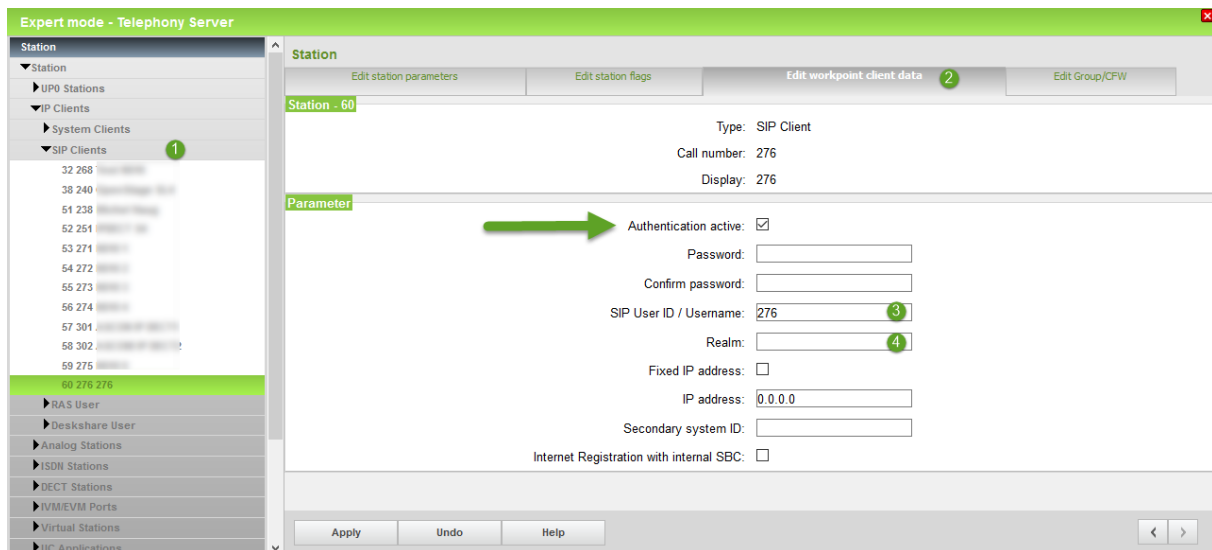 Expert mode - Telephony Server
Station
Station
UP0 Stations
IP Clients
System Clients
SIP Clients 1
32 268
38 240
51 238
52 251
53 271
54 272
55 273
56 274
57 301
58 302
59 275
60 276 276
RAS User
Deskshare User
Analog Stations
ISDN Stations
DECT Stations
IVM/EVM Ports
Virtual Stations
UC Applications
Station
Edit station parameters Edit station flags Edit workpoint client data 2 Edit Group/CFW
Station - 60
Type: SIP Client
Call number: 276
Display: 276
Parameter
Authentication active:
Password:
Confirm password:
SIP User ID / Username: 276 3
Realm: 4
Fixed IP address:
IP address: 0.0.0.0
Secondary system ID:
Internet Registration with internal SBC:
Apply Undo Help